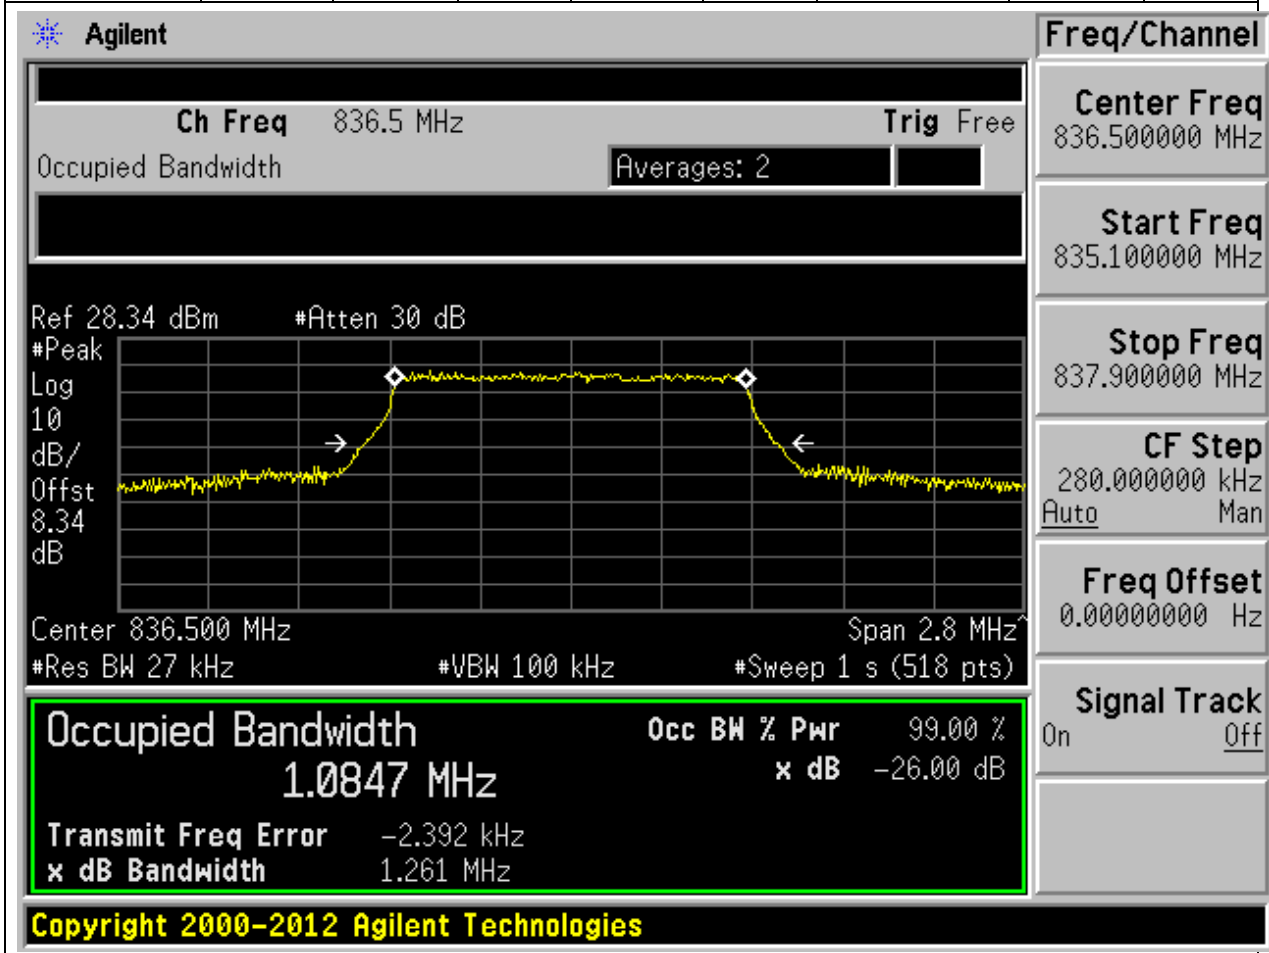 Agilent
Freq/Channel
Ch Freq 836.5 MHz Trig Free
Occupied Bandwidth Averages: 2
Center Freq
836.500000 MHz
Start Freq
835.100000 MHz
Stop Freq
837.900000 MHz
CF Step
280.000000 kHz
Auto Man
Freq Offset
0.00000000 Hz
Signal Track
On Off
Ref 28.34 dBm #Atten 30 dB
#Peak
Log
10
dB/
Offst
8.34
dB
Center 836.500 MHz Span 2.8 MHz^
#Res BW 27 kHz #VBW 100 kHz #Sweep 1 s (518 pts)
Occupied Bandwidth Occ BW % Pwr 99.00 %
1.0847 MHz x dB -26.00 dB
Transmit Freq Error -2.392 kHz
x dB Bandwidth 1.261 MHz
Copyright 2000-2012 Agilent Technologies